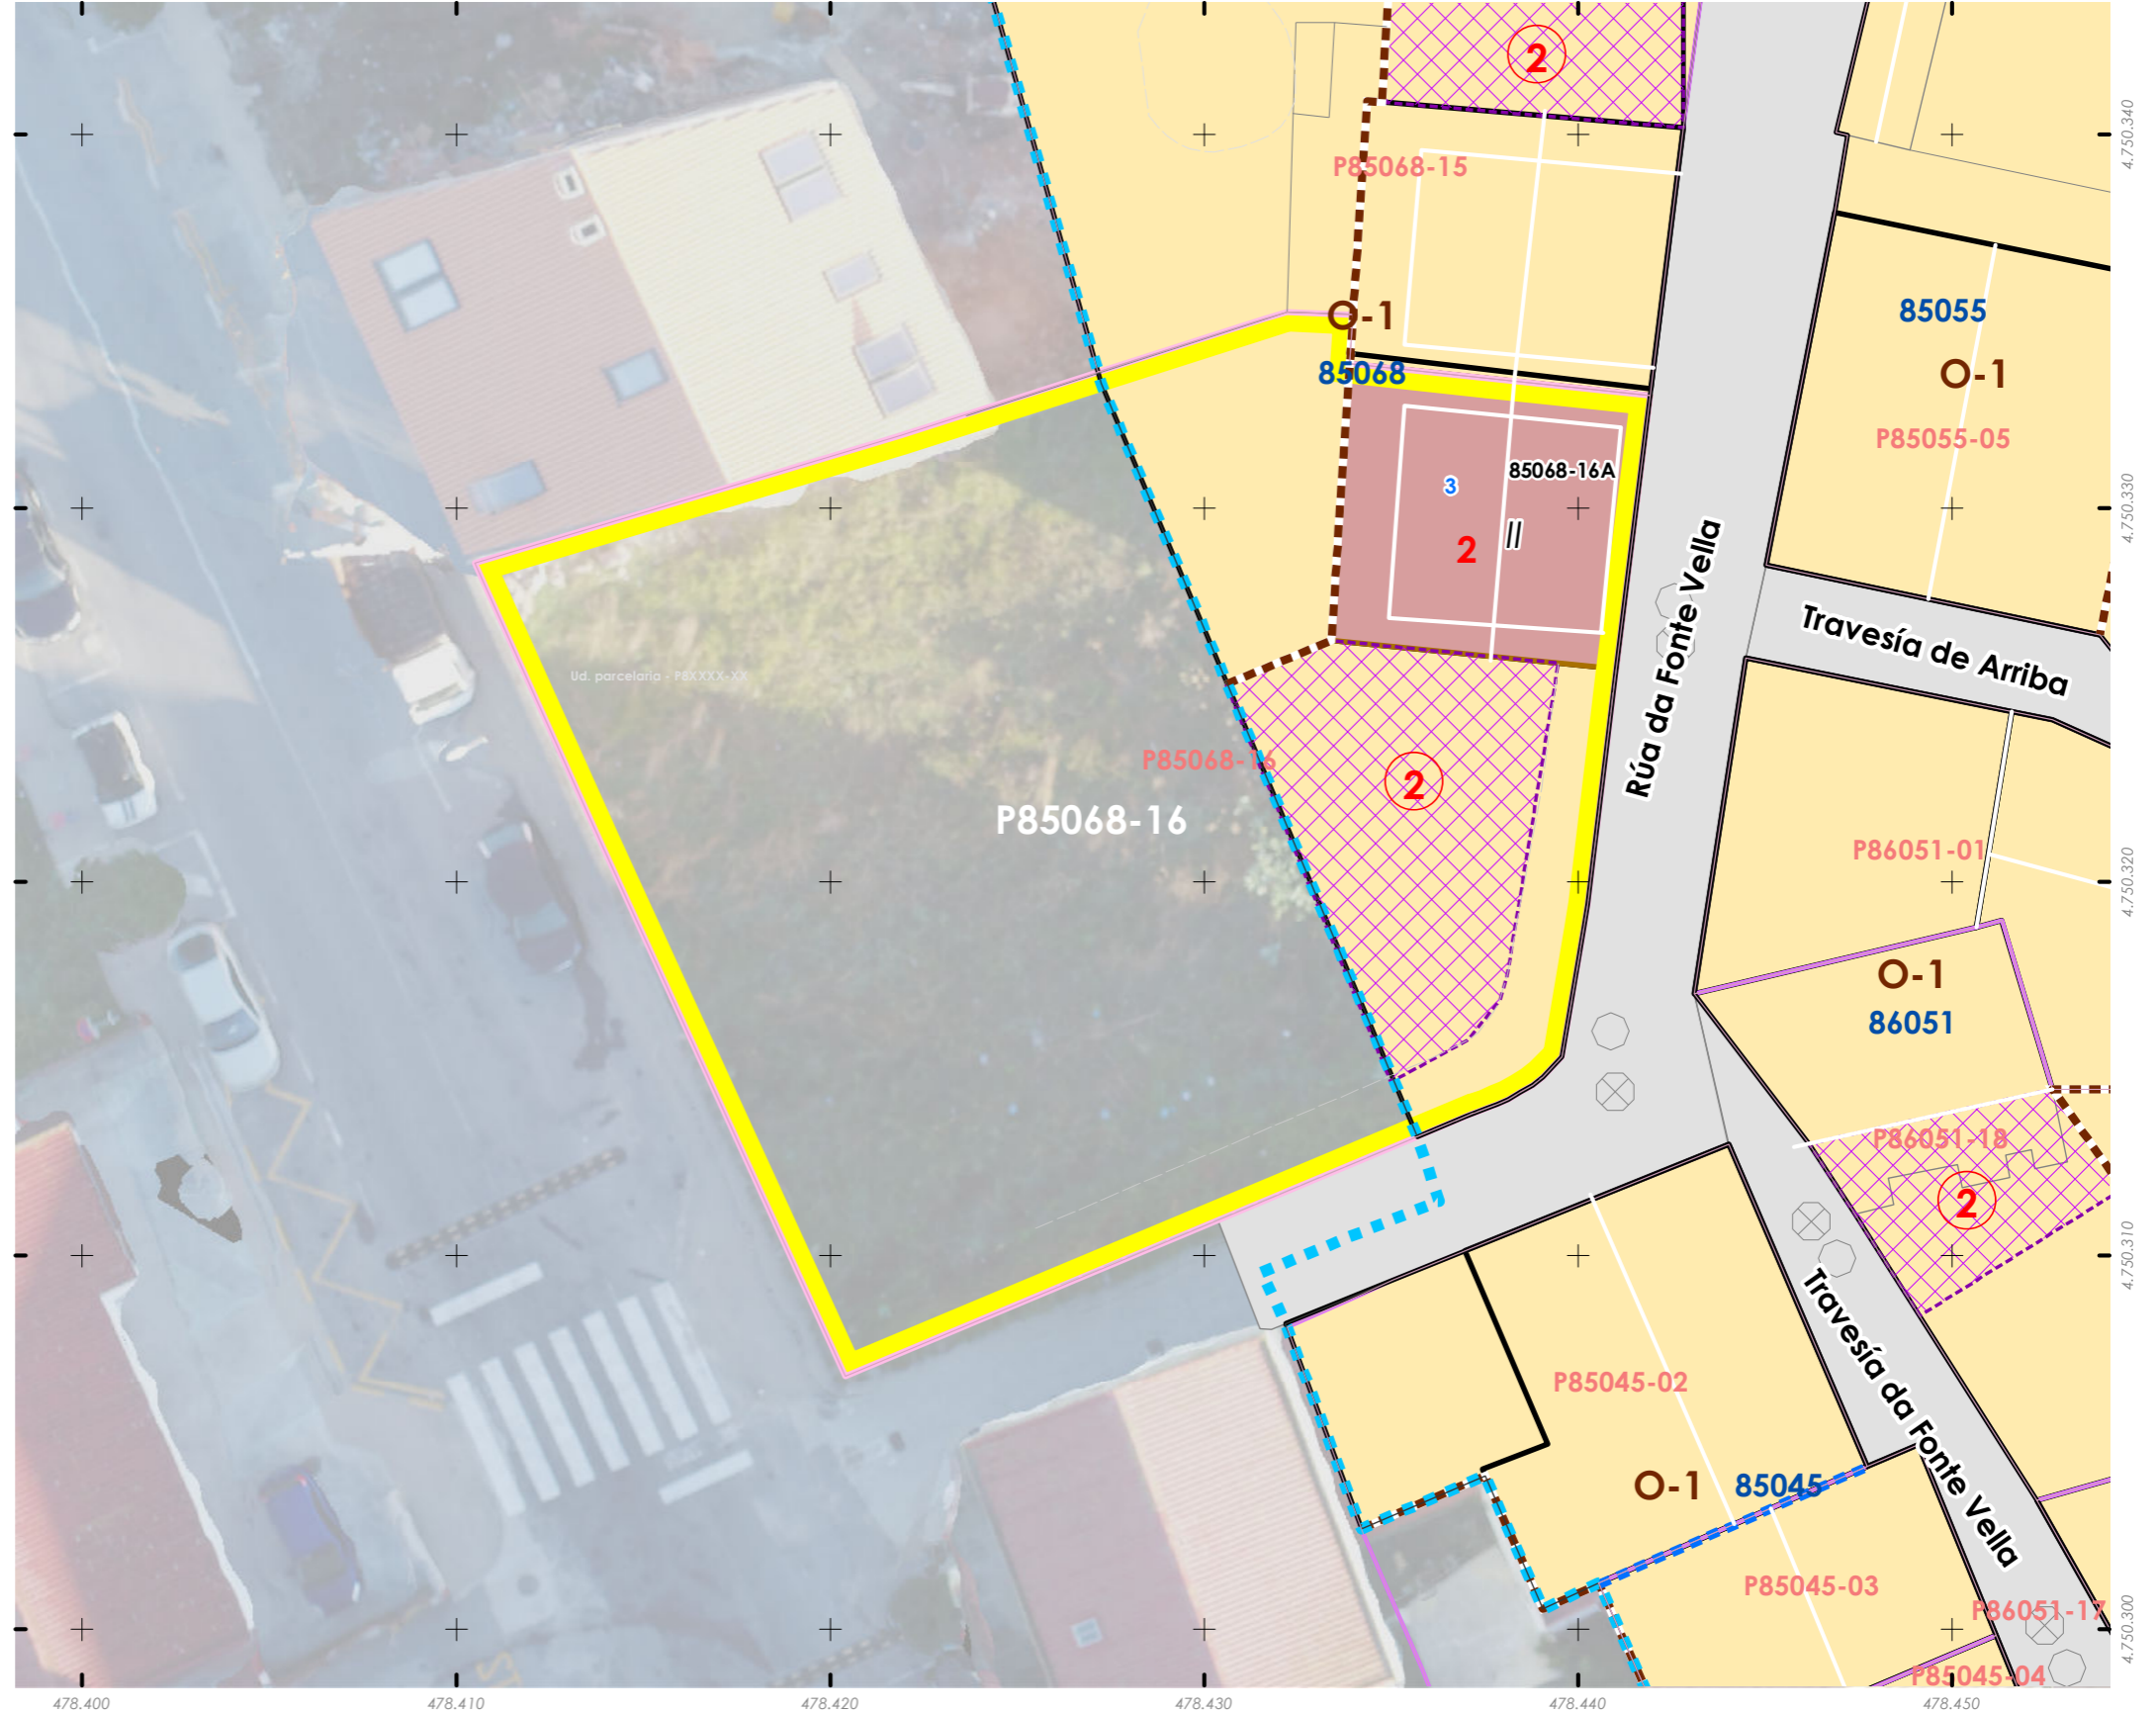 2
4.750.340
P85068-15
85055
O-1
O-1
85068
P85055-05
85068-16A
3
4.750.330
2
II
Rúa da Fonte Vella
Travesía de Arriba
Ud. parcelaria - P8XXXX-XX
P85068-16
2
P85068-16
P86051-01
4.750.320
O-1
86051
P86051-18
2
4.750.310
Travesía da Fonte Vella
P85045-02
O-1
85045
P85045-03
P86051-17
4.750.300
P85045-04
478.400
478.410
478.420
478.430
478.440
478.450